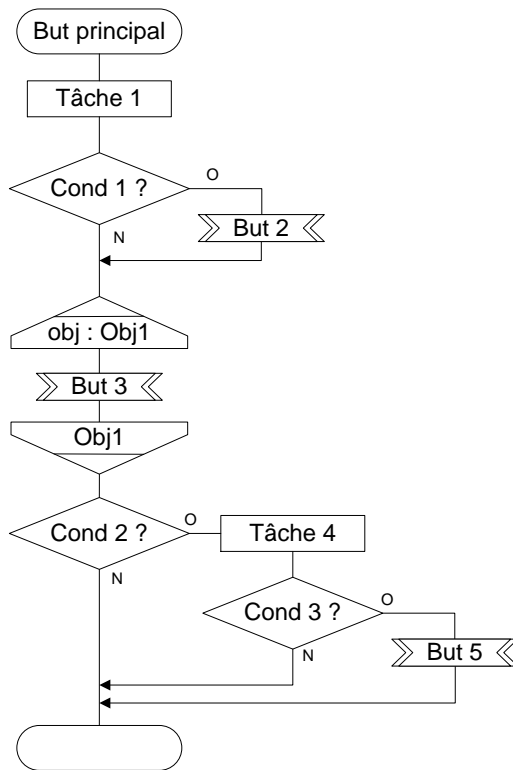 But principal
Tâche 1
Cond 1 ?
O
But 2
N
obj : Obj1
But 3
Obj1
Cond 2 ?
O
Tâche 4
N
Cond 3 ?
O
N
But 5